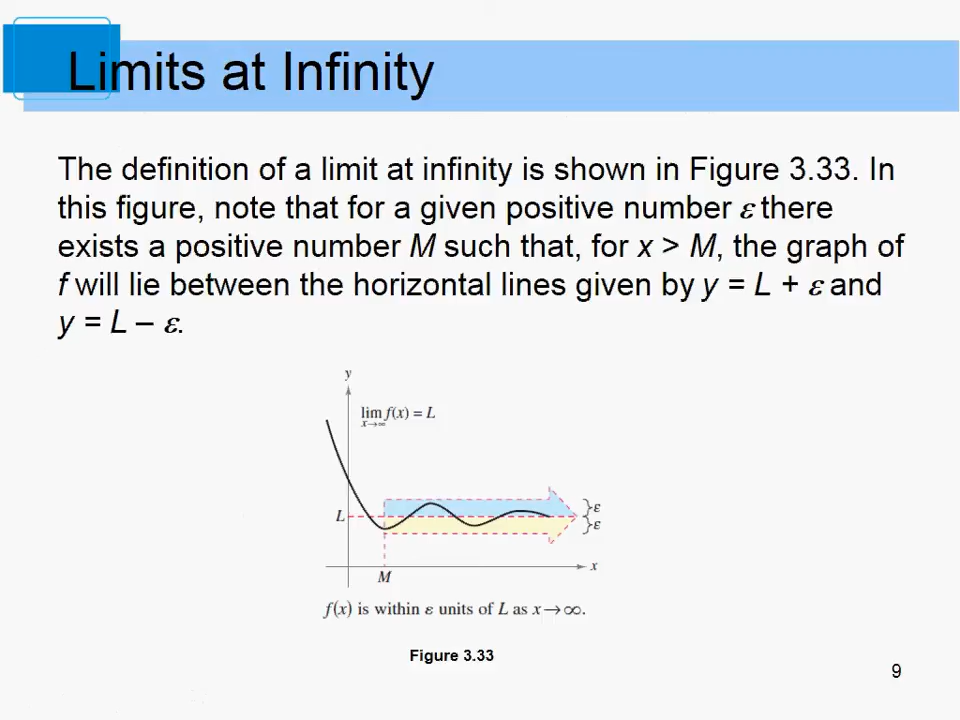 Limits at Infinity
The definition of a limit at infinity is shown in Figure 3.33. In
this figure, note that for a given positive number ε there
exists a positive number M such that, for x > M, the graph of
f will lie between the horizontal lines given by y = L + ε and
y = L – ε.
y
lim f(x) = L
x→∞
L
ε
ε
x
M
f(x) is within ε units of L as x→∞.
Figure 3.33
9